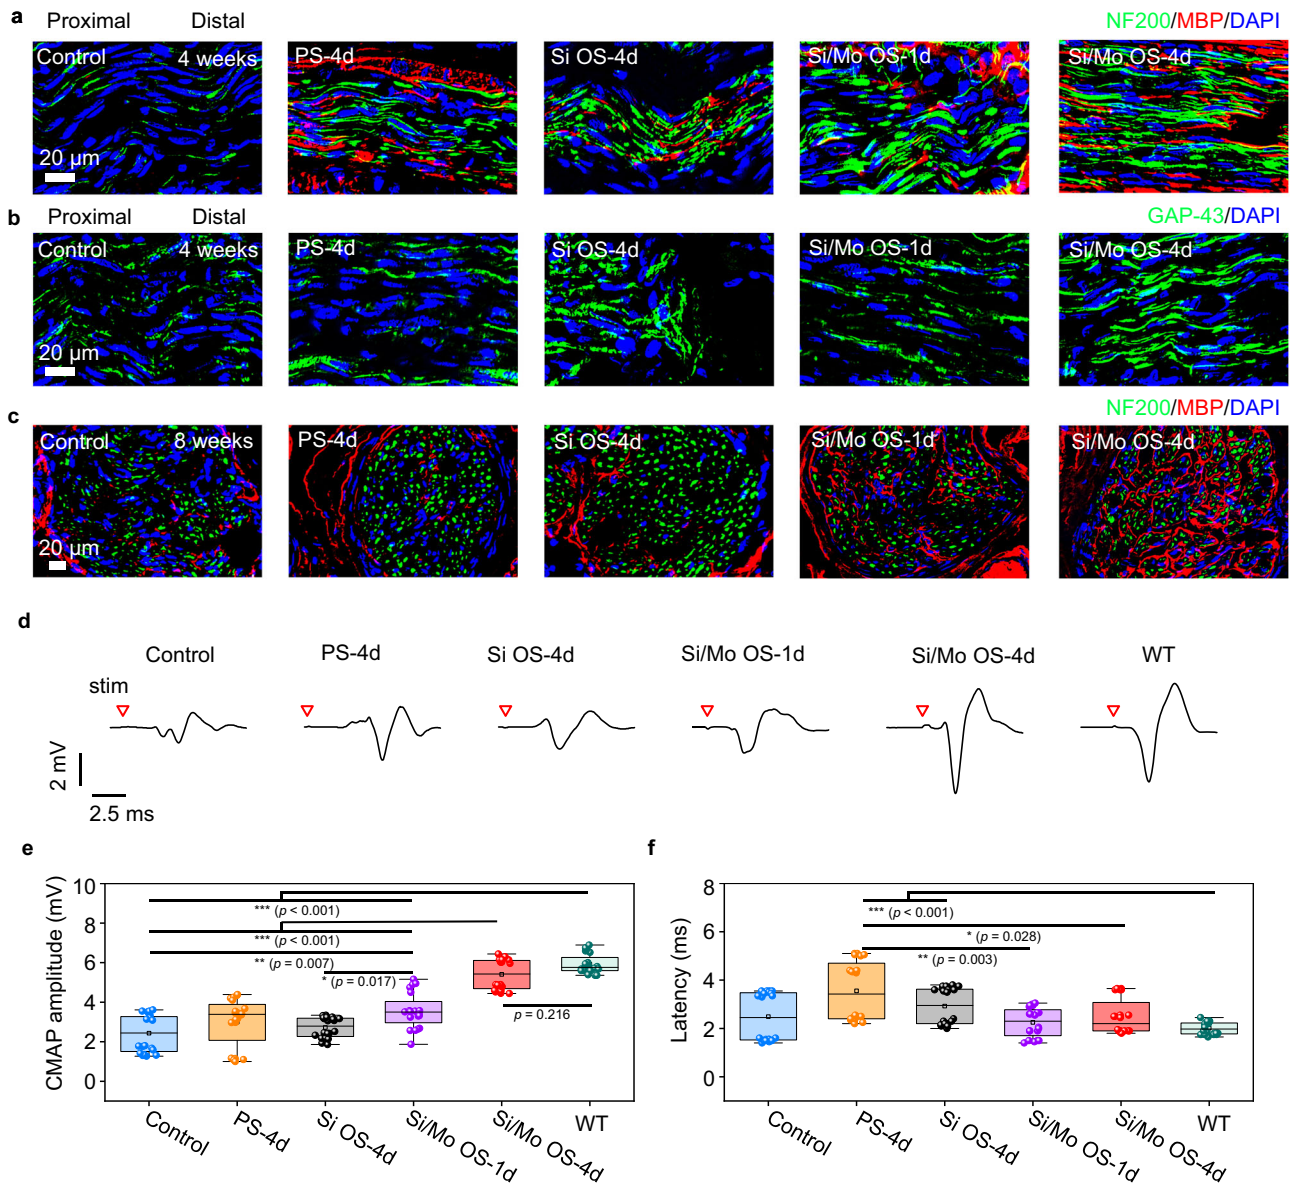 a
Proximal Distal NF200/MBP/DAPI
Control 4 weeks PS-4d Si OS-4d Si/Mo OS-1d Si/Mo OS-4d
20 µm
b
Proximal Distal GAP-43/DAPI
Control 4 weeks PS-4d Si OS-4d Si/Mo OS-1d Si/Mo OS-4d
20 µm
c
NF200/MBP/DAPI
Control 8 weeks PS-4d Si OS-4d Si/Mo OS-1d Si/Mo OS-4d
20 µm
d
Control PS-4d Si OS-4d Si/Mo OS-1d Si/Mo OS-4d WT
stim
2 mV
2.5 ms
e
CMAP amplitude (mV)
10
8
6
4
2
0
*** (p < 0.001)
*** (p < 0.001)
** (p = 0.007)
* (p = 0.017)
p = 0.216
Control PS-4d Si OS-4d Si/Mo OS-1d Si/Mo OS-4d WT
f
Latency (ms)
8
6
4
2
0
*** (p < 0.001)
* (p = 0.028)
** (p = 0.003)
Control PS-4d Si OS-4d Si/Mo OS-1d Si/Mo OS-4d WT